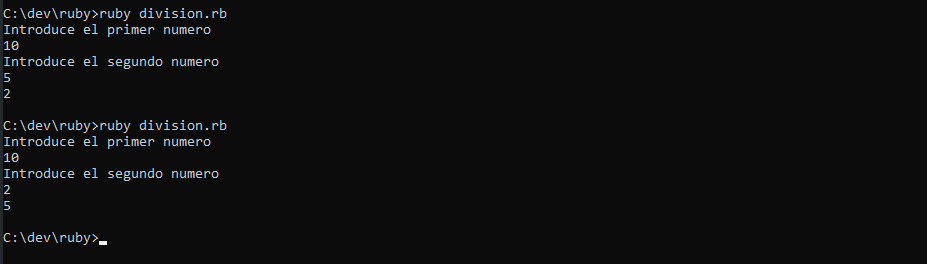 C:\dev\ruby>ruby division.rb
Introduce el primer numero
10
Introduce el segundo numero
5
2
C:\dev\ruby>ruby division.rb
Introduce el primer numero
10
Introduce el segundo numero
2
5
C:\dev\ruby>